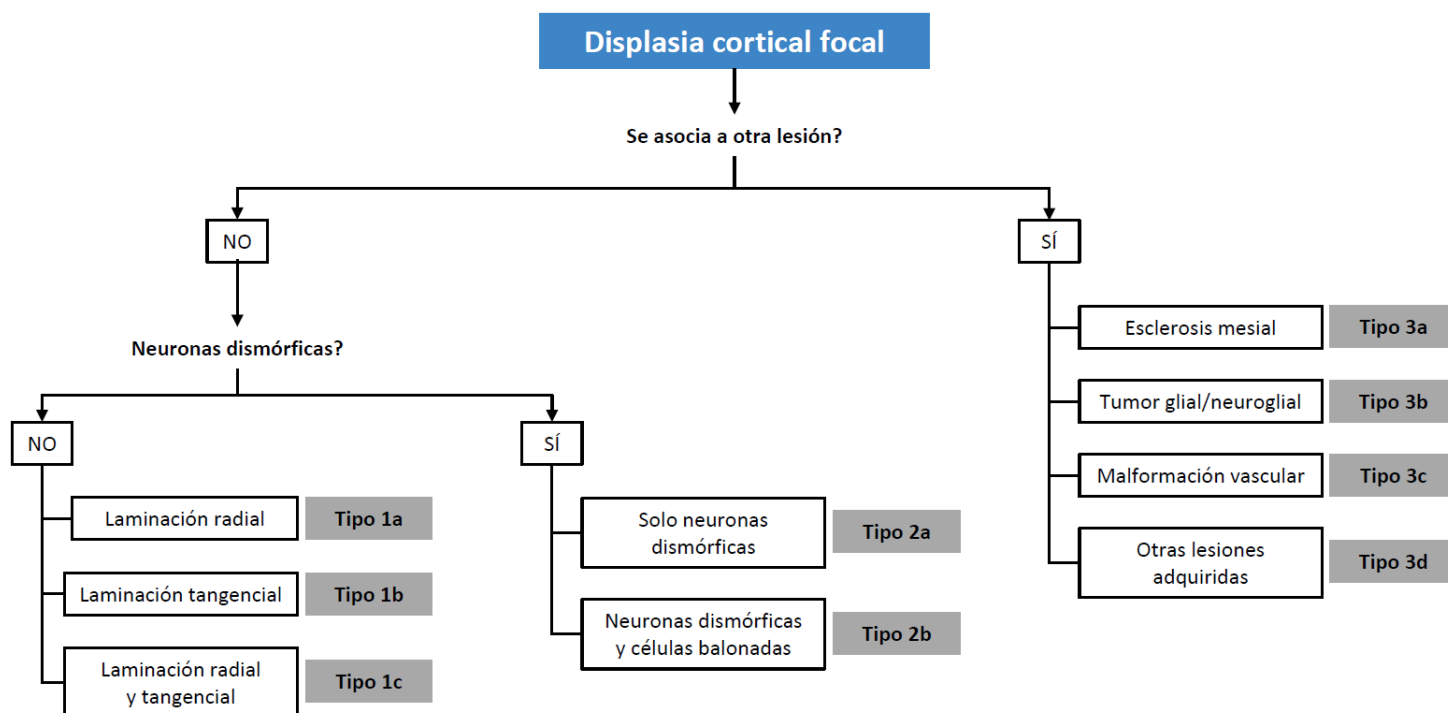 Displasia cortical focal
Se asocia a otra lesión?
NO
SÍ
Neuronas dismórficas?
NO
Laminación radial
Tipo 1a
Laminación tangencial
Tipo 1b
Laminación radial
y tangencial
Tipo 1c
SÍ
Solo neuronas
dismórficas
Tipo 2a
Neuronas dismórficas
y células balonadas
Tipo 2b
Esclerosis mesial
Tipo 3a
Tumor glial/neuroglial
Tipo 3b
Malformación vascular
Tipo 3c
Otras lesiones
adquiridas
Tipo 3d